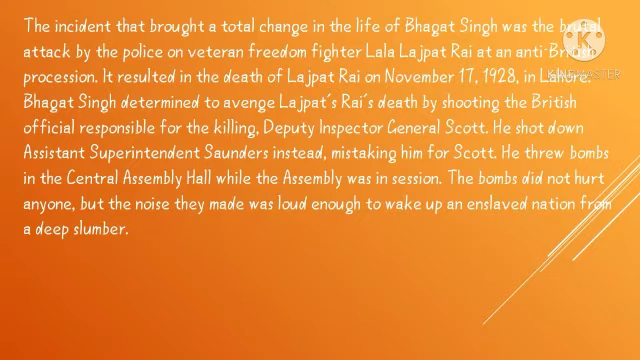 The incident that brought a total change in the life of Bhagat Singh was the brutal
attack by the police on veteran freedom fighter Lala Lajpat Rai at an anti-British
procession. It resulted in the death of Lajpat Rai on November 17, 1928, in Lahore.
Bhagat Singh determined to avenge Lajpat's Rai's death by shooting the British
official responsible for the killing, Deputy Inspector General Scott. He shot down
Assistant Superintendent Saunders instead, mistaking him for Scott. He threw bombs
in the Central Assembly Hall while the Assembly was in session. The bombs did not hurt
anyone, but the noise they made was loud enough to wake up an enslaved nation from
a deep slumber.
KINEMASTER